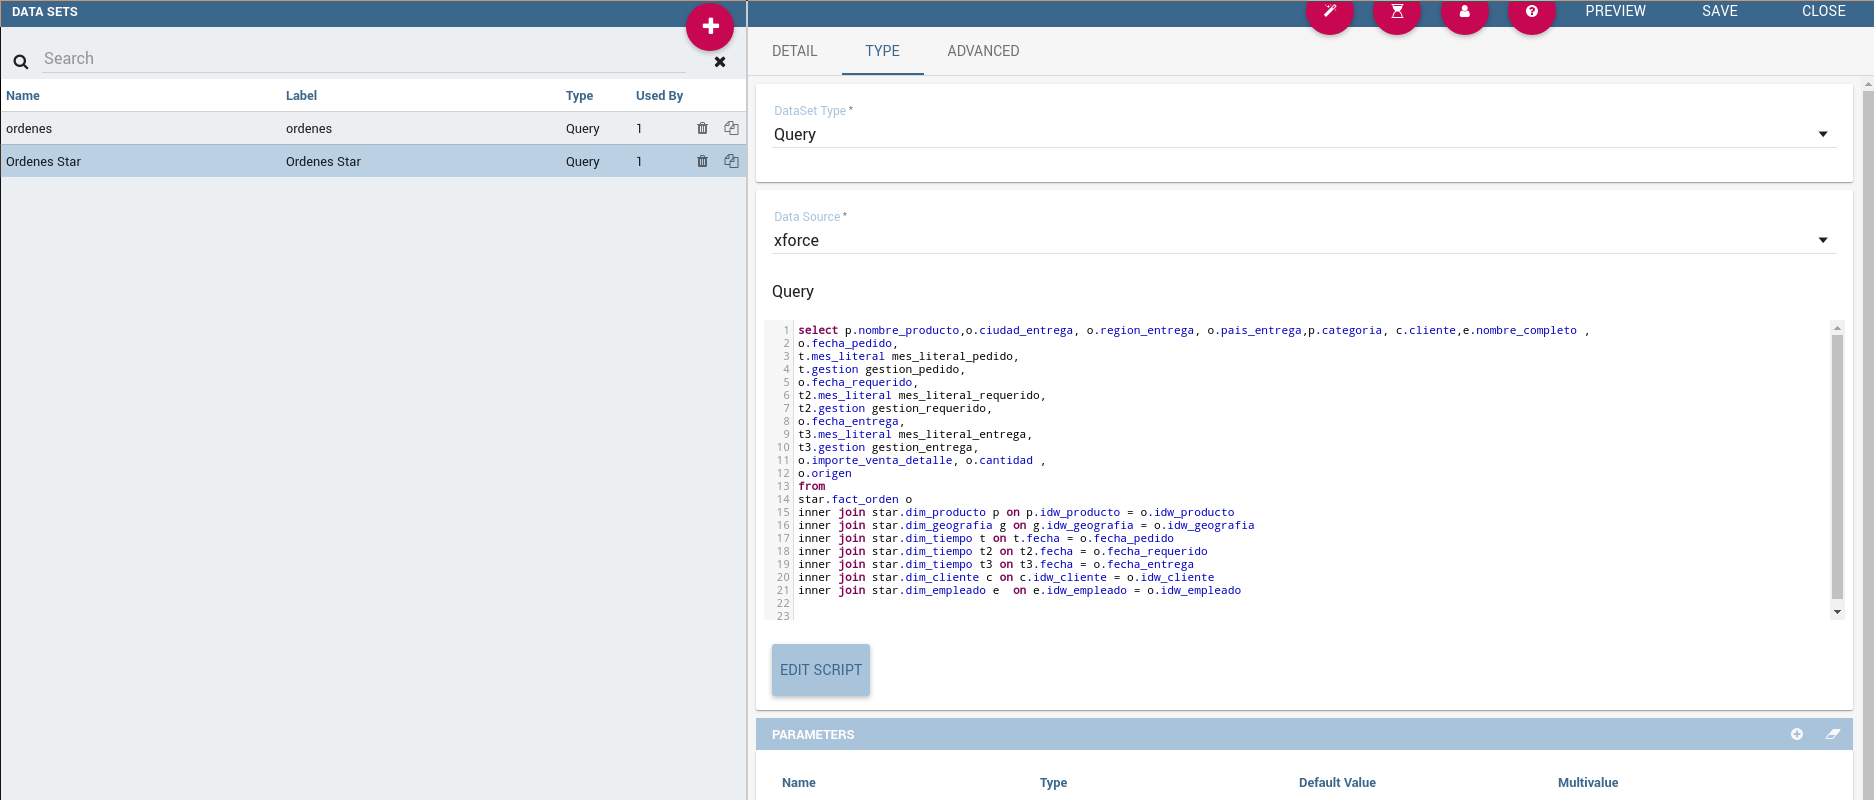 DATA SETS
PREVIEW SAVE CLOSE
Search
DETAIL TYPE ADVANCED
Name Label Type Used By
ordenes ordenes Query 1
Ordenes Star Ordenes Star Query 1
DataSet Type *
Query
Data Source *
xforce
Query
1 select p.nombre_producto,o.ciudad_entrega, o.region_entrega, o.pais_entrega,p.categoria, c.cliente,e.nombre_completo ,
2 o.fecha_pedido,
3 t.mes_literal mes_literal_pedido,
4 t.gestion gestion_pedido,
5 o.fecha_requerido,
6 t2.mes_literal mes_literal_requerido,
7 t2.gestion gestion_requerido,
8 o.fecha_entrega,
9 t3.mes_literal mes_literal_entrega,
10 t3.gestion gestion_entrega,
11 o.importe_venta_detalle, o.cantidad ,
12 o.origen
13 from
14 star.fact_orden o
15 inner join star.dim_producto p on p.idw_producto = o.idw_producto
16 inner join star.dim_geografia g on g.idw_geografia = o.idw_geografia
17 inner join star.dim_tiempo t on t.fecha = o.fecha_pedido
18 inner join star.dim_tiempo t2 on t2.fecha = o.fecha_requerido
19 inner join star.dim_tiempo t3 on t3.fecha = o.fecha_entrega
20 inner join star.dim_cliente c on c.idw_cliente = o.idw_cliente
21 inner join star.dim_empleado e  on e.idw_empleado = o.idw_empleado
22
23
EDIT SCRIPT
PARAMETERS
Name Type Default Value Multivalue